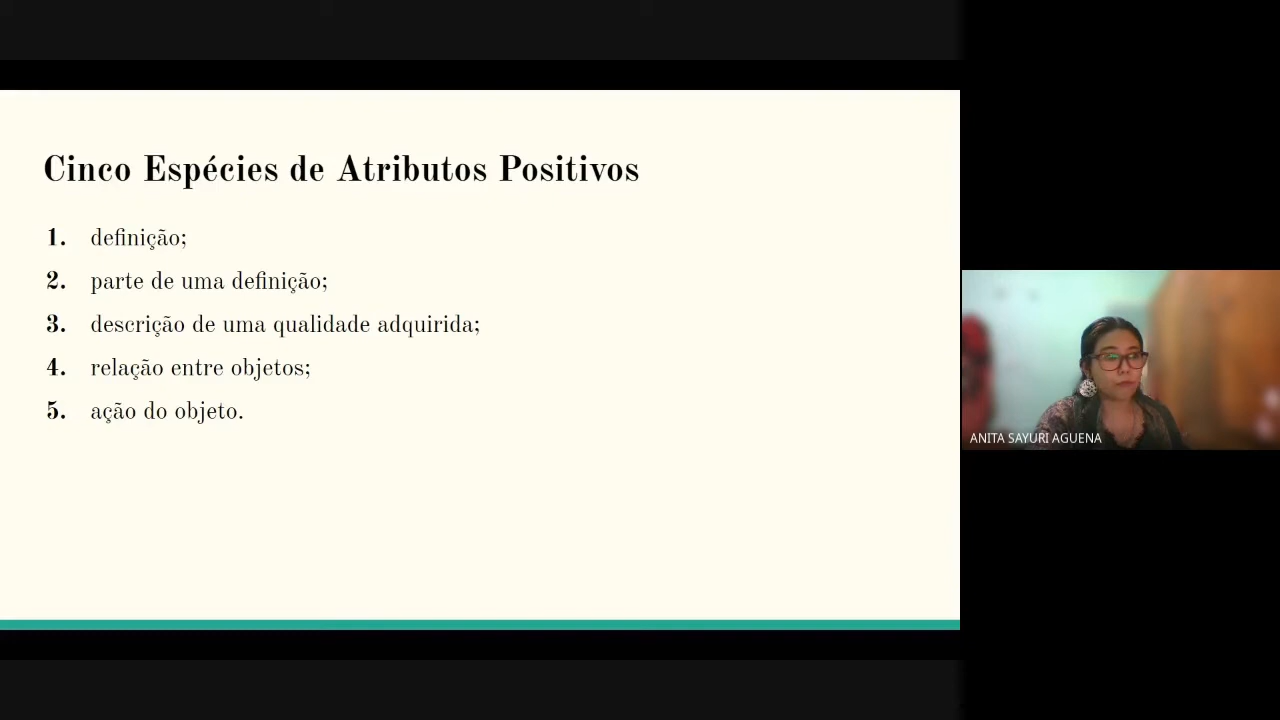 Cinco Espécies de Atributos Positivos
1. definição;
2. parte de uma definição;
3. descrição de uma qualidade adquirida;
4. relação entre objetos;
5. ação do objeto.
ANITA SAYURI AGUENA